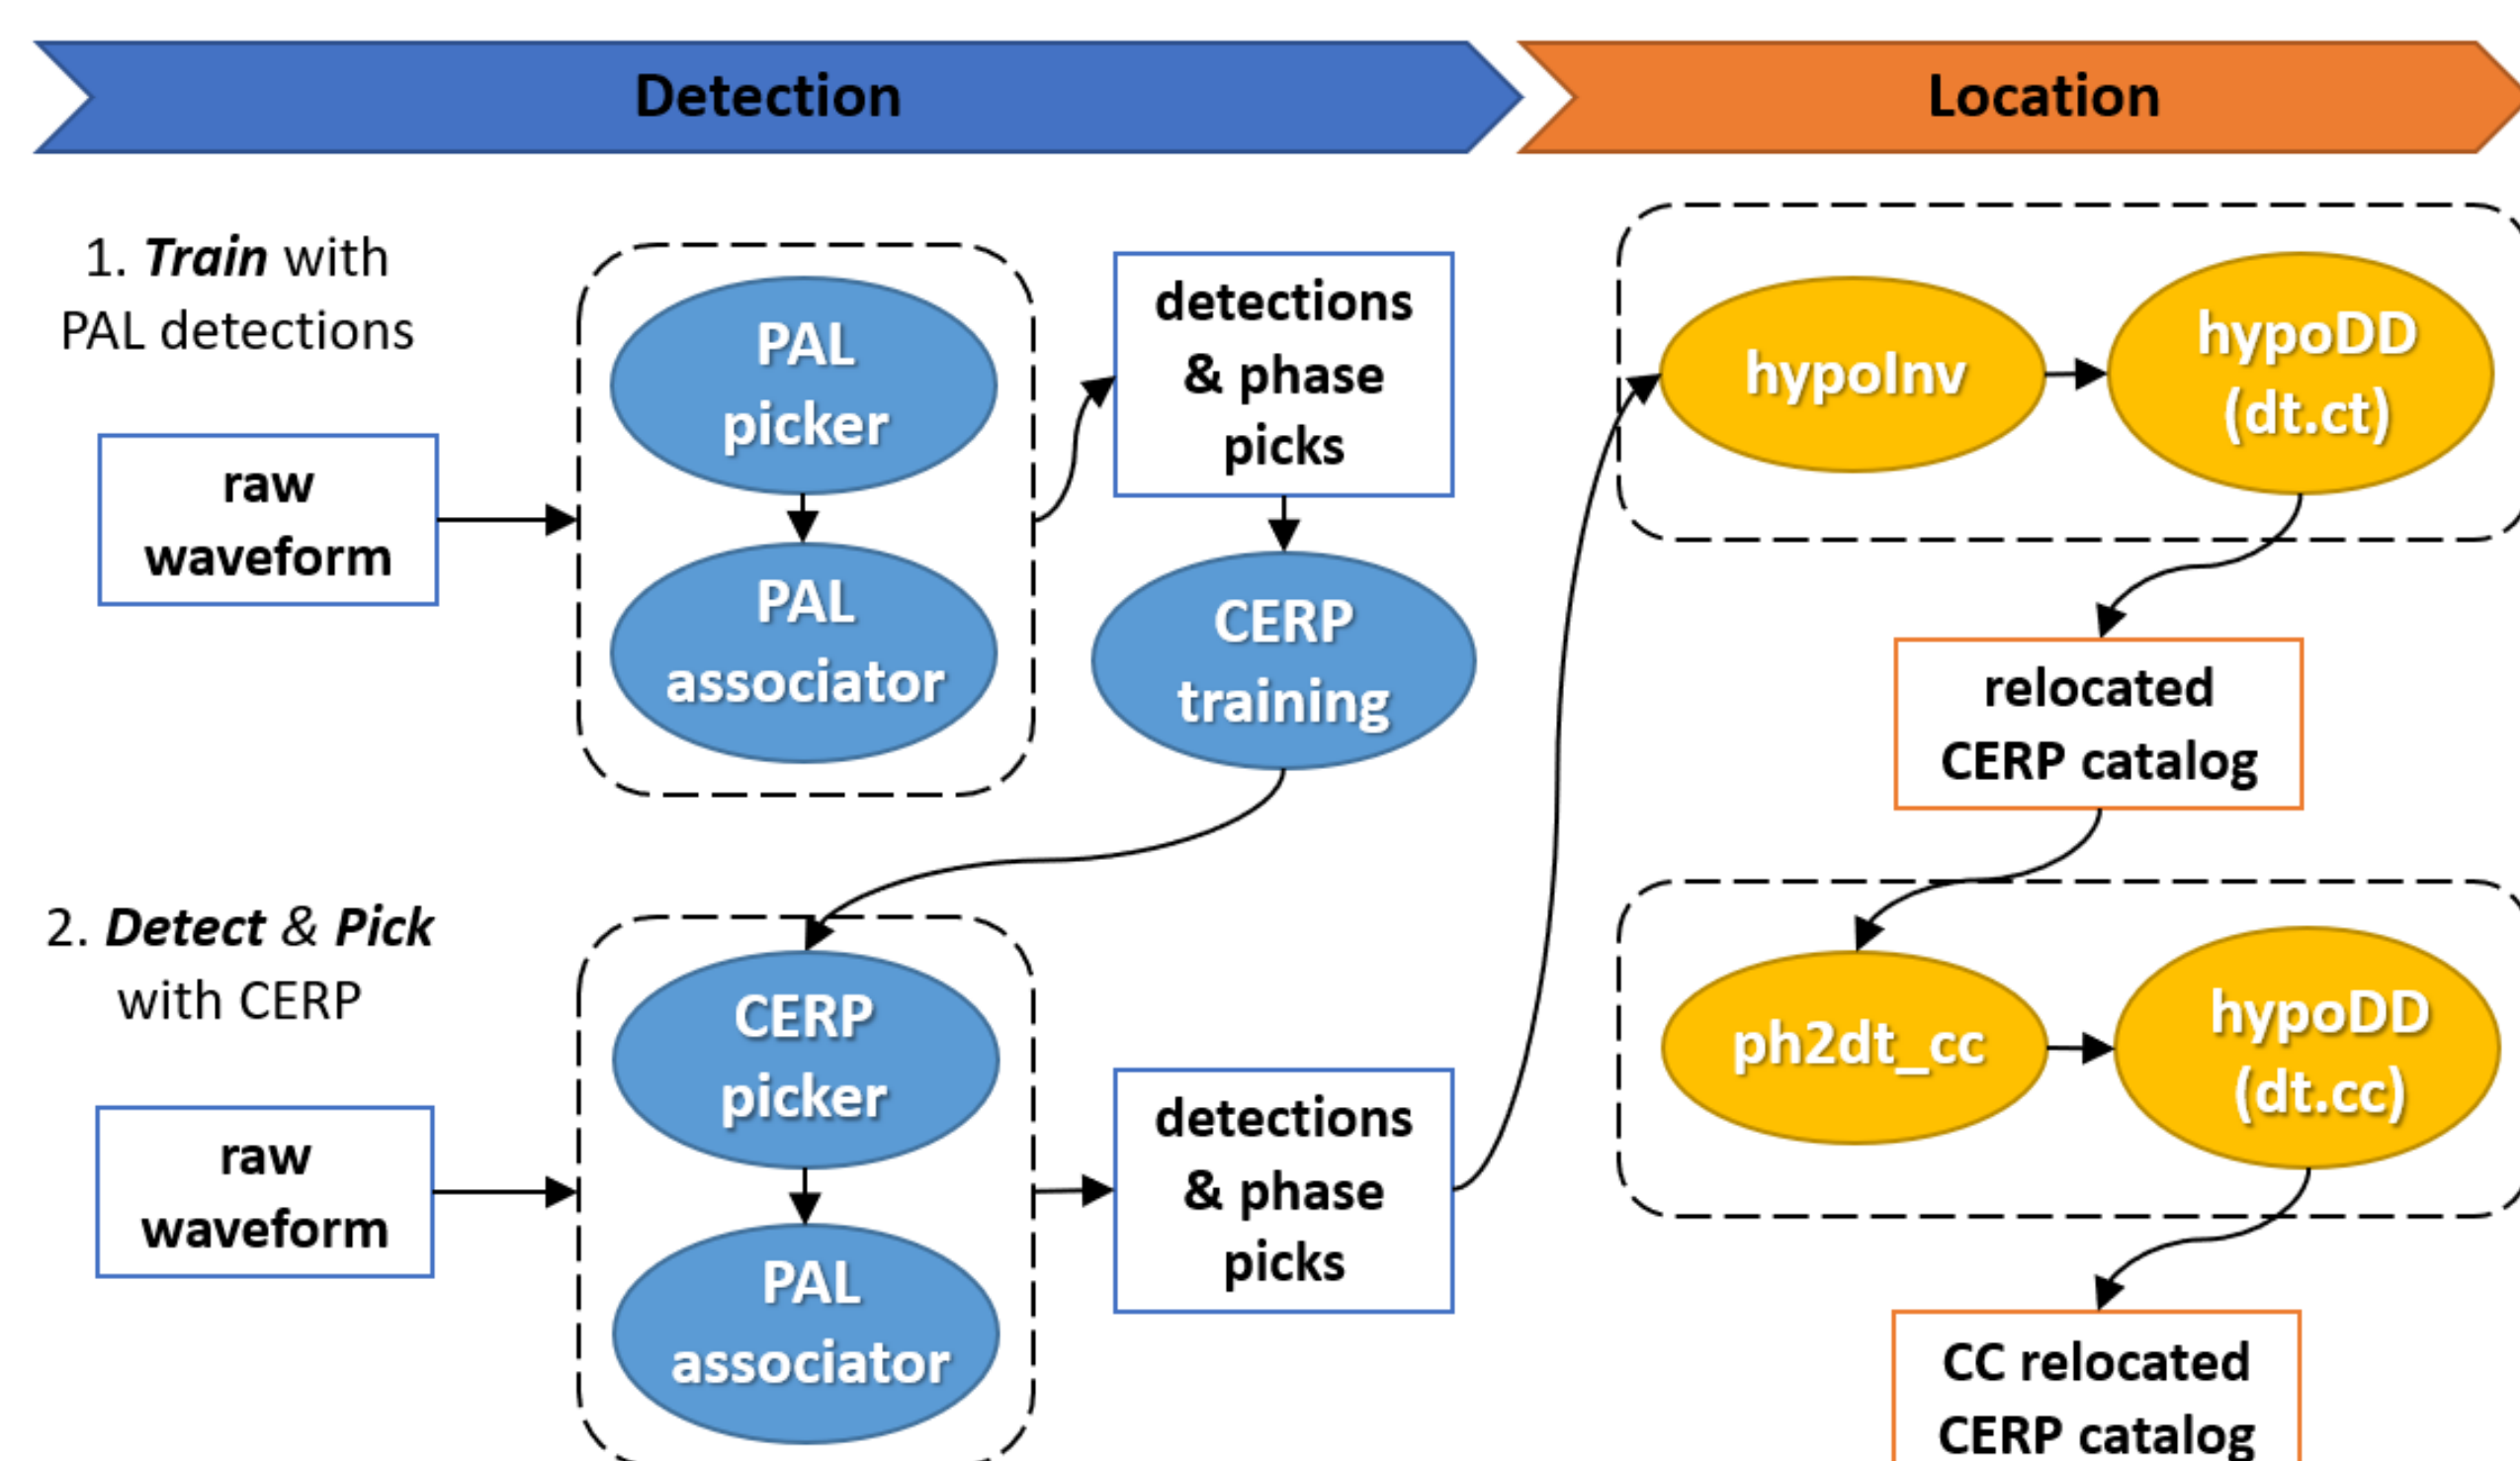 Detection
Location
1. Train with
PAL detections
raw
waveform
PAL
picker
PAL
associator
detections
& phase
picks
CERP
training
2. Detect & Pick
with CERP
raw
waveform
CERP
picker
PAL
associator
detections
& phase
picks
hypoInv
hypoDD
(dt.ct)
relocated
CERP catalog
ph2dt_cc
hypoDD
(dt.cc)
CC relocated
CERP catalog